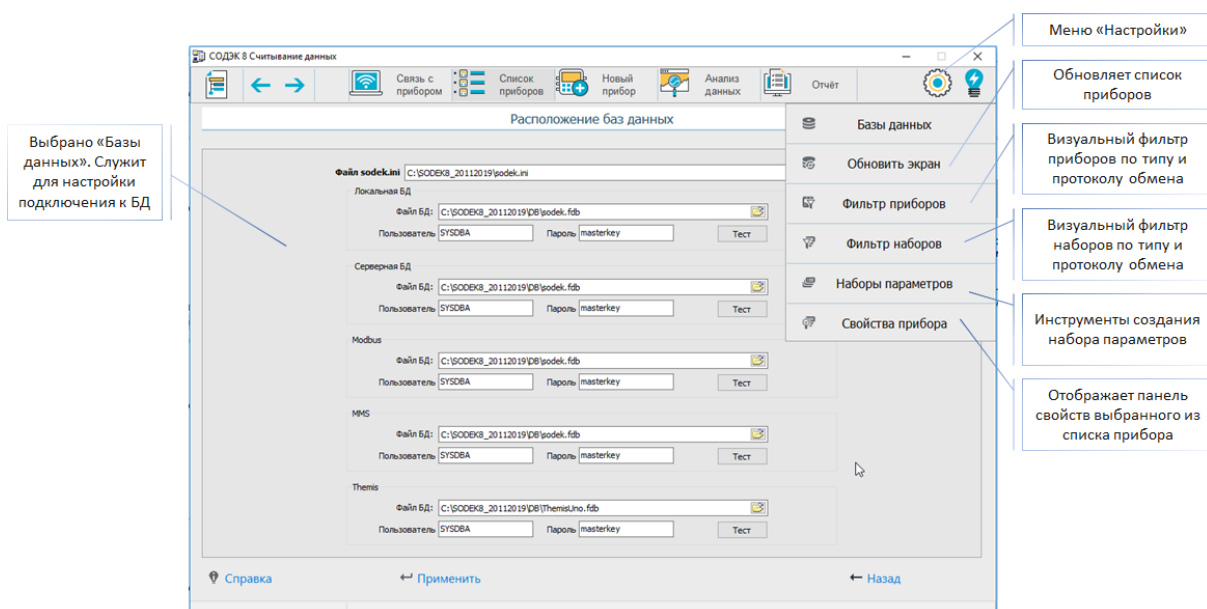 Меню «Настройки»
СОДЭК 8 Считывание данных
Связь с
прибором
Список
приборов
Новый
прибор
Анализ
данных
Отчёт
Обновляет список
приборов
Расположение баз данных
Базы данных
Выбрано «Базы
данных». Служит
для настройки
подключения к БД
Визуальный фильтр
приборов по типу и
протоколу обмена
Файл sodek.ini C:\SODEK8_20112019\sodek.ini
Обновить экран
Локальная БД
Файл БД: C:\SODEK8_20112019\DB\sodek.fdb
Фильтр приборов
Пользователь SYSDBA Пароль masterkey Тест
Визуальный фильтр
наборов по типу и
протоколу обмена
Фильтр наборов
Серверная БД
Файл БД: C:\SODEK8_20112019\DB\sodek.fdb
Наборы параметров
Пользователь SYSDBA Пароль masterkey Тест
Инструменты создания
набора параметров
Свойства прибора
Modbus
Файл БД: C:\SODEK8_20112019\DB\sodek.fdb
Пользователь SYSDBA Пароль masterkey Тест
Отображает панель
свойств выбранного из
списка прибора
MMS
Файл БД: C:\SODEK8_20112019\DB\sodek.fdb
Пользователь SYSDBA Пароль masterkey Тест
Themis
Файл БД: C:\SODEK8_20112019\DB\ThemisUno.fdb
Пользователь SYSDBA Пароль masterkey Тест
Справка
Применить
Назад